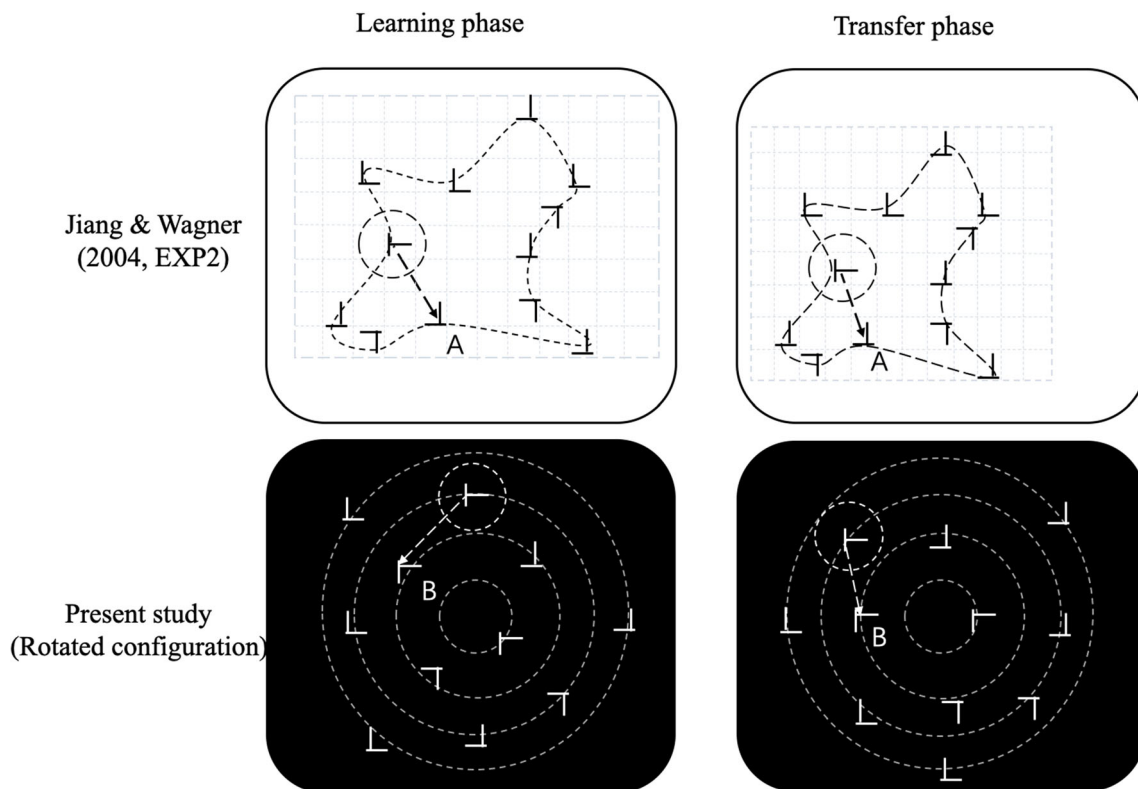 Learning phase
Transfer phase
Jiang & Wagner
(2004, EXP2)
A
A
Present study
(Rotated configuration)
B
B